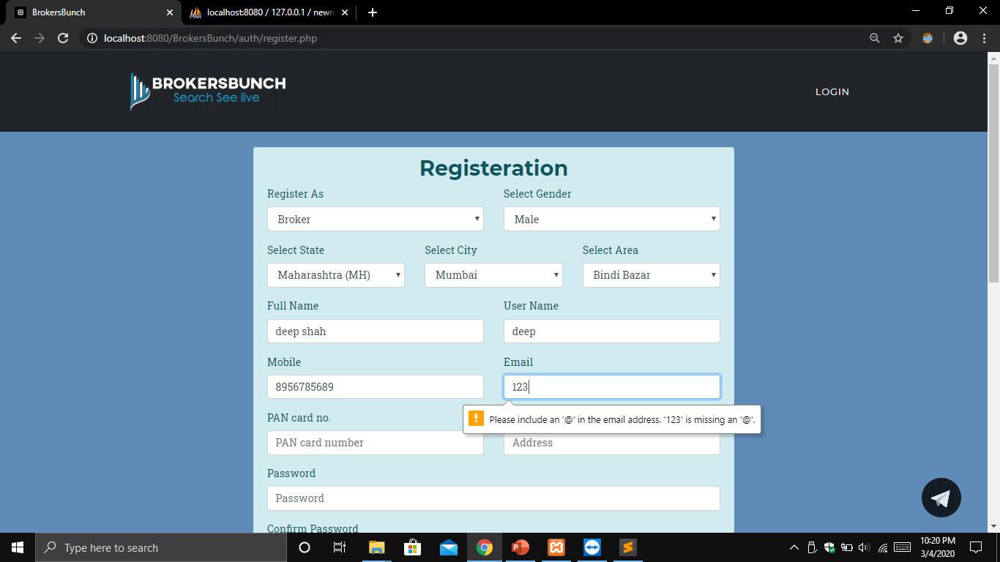 BrokersBunch
localhost:8080 / 127.0.0.1 / newre
localhost:8080/BrokersBunch/auth/register.php
BROKERSBUNCH
Search See live
LOGIN
Registeration
Register As Select Gender
Broker Male
Select State Select City Select Area
Maharashtra (MH) Mumbai Bindi Bazar
Full Name User Name
deep shah deep
Mobile Email
8956785689 123
PAN card no.
! Please include an '@' in the email address. '123' is missing an '@'.
PAN card number Address
Password
Password
Confirm Password
Type here to search
10:20 PM
3/4/2020